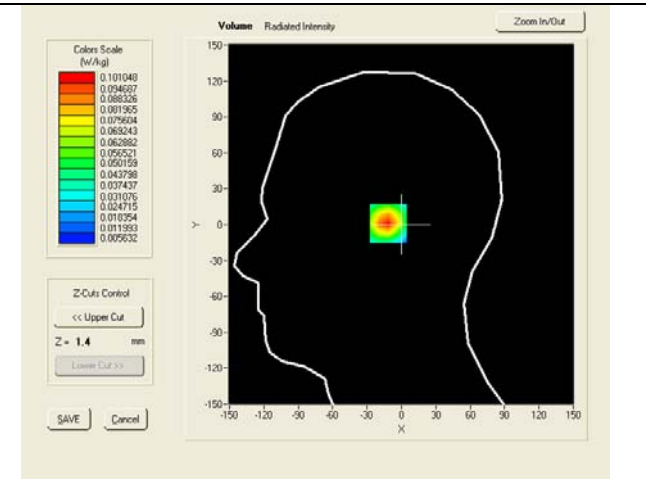 Volume Radiated Intensity
Zoom In/Out
Colors Scale
(W/kg)
0.101048
0.094687
0.088326
0.081965
0.075604
0.069243
0.062882
0.056521
0.050159
0.043798
0.037437
0.031076
0.024715
0.018354
0.011993
0.005632
Z-Cuts Control
<< Upper Cut
Z = 1.4 mm
Lower Cut >>
SAVE Cancel
150-
120-
90-
60-
30-
0-
-30-
-60-
-90-
-120-
-150-
Y
-150 -120 -90 -60 -30 0 30 60 90 120 150
X